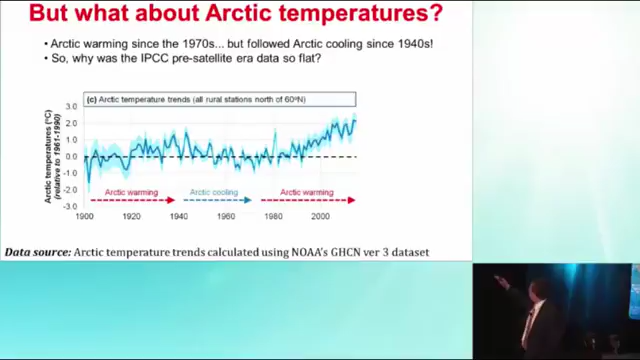 But what about Arctic temperatures?
• Arctic warming since the 1970s... but followed Arctic cooling since 1940s!
• So, why was the IPCC pre-satellite era data so flat?
(c) Arctic temperature trends (all rural stations north of 60ºN)
Arctic temperatures (°C)
(relative to 1961-1990)
3.0
2.0
1.0
0.0
-1.0
-2.0
-3.0
Arctic warming
Arctic cooling
Arctic warming
1900
1920
1940
1960
1980
2000
Data source: Arctic temperature trends calculated using NOAA's GHCN ver 3 dataset